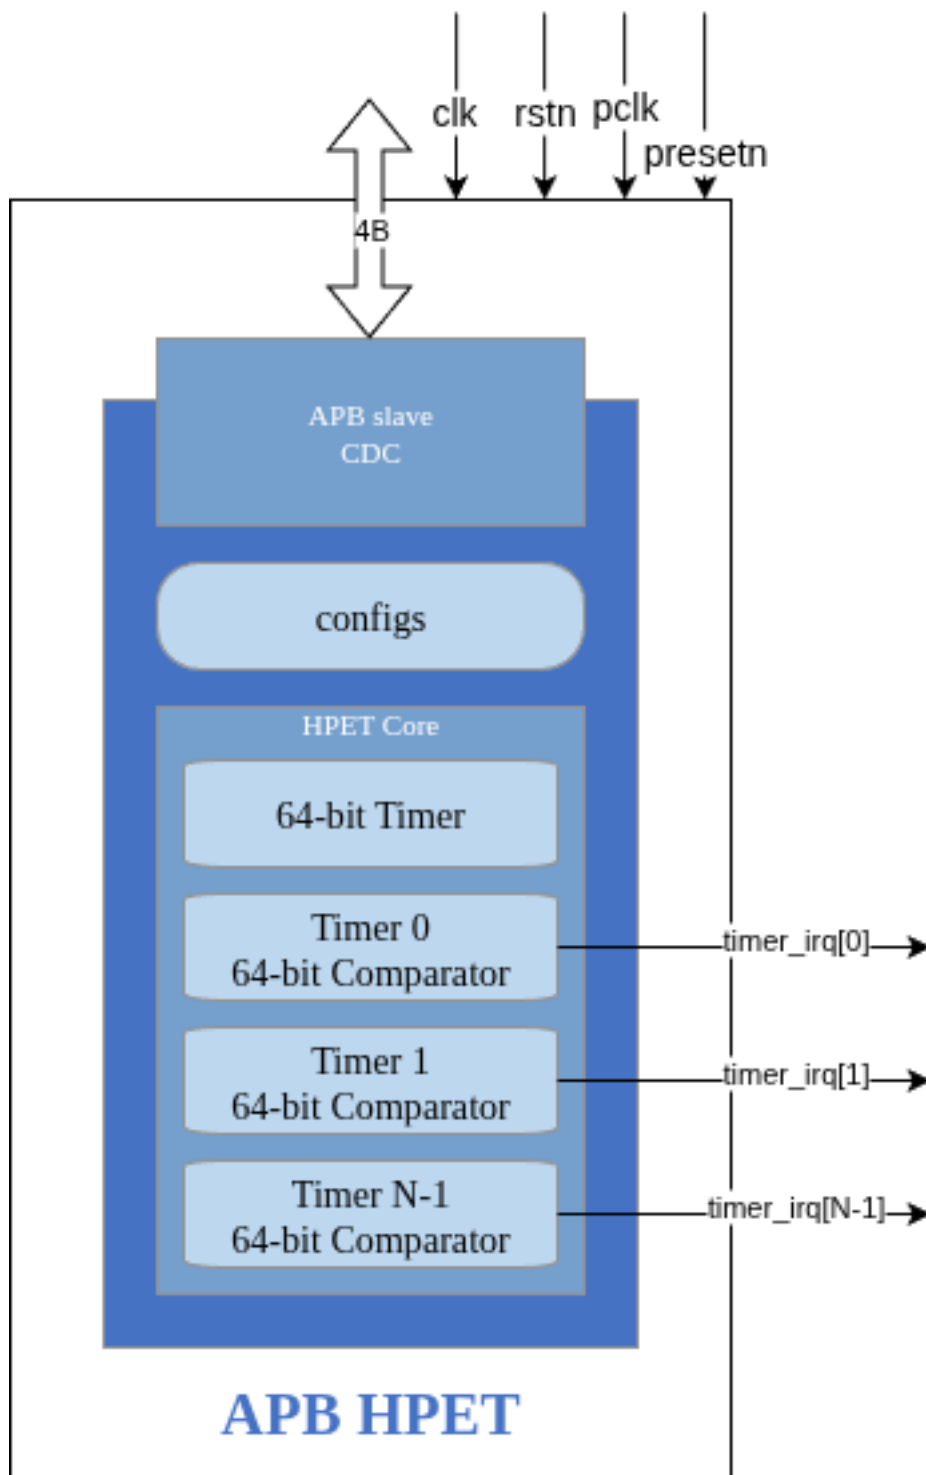 clk
rstn
pclk
presetn
4B
APB slave
CDC
configs
HPET Core
64-bit Timer
Timer 0
64-bit Comparator
timer_irq[0]
Timer 1
64-bit Comparator
timer_irq[1]
Timer N-1
64-bit Comparator
timer_irq[N-1]
APB HPET